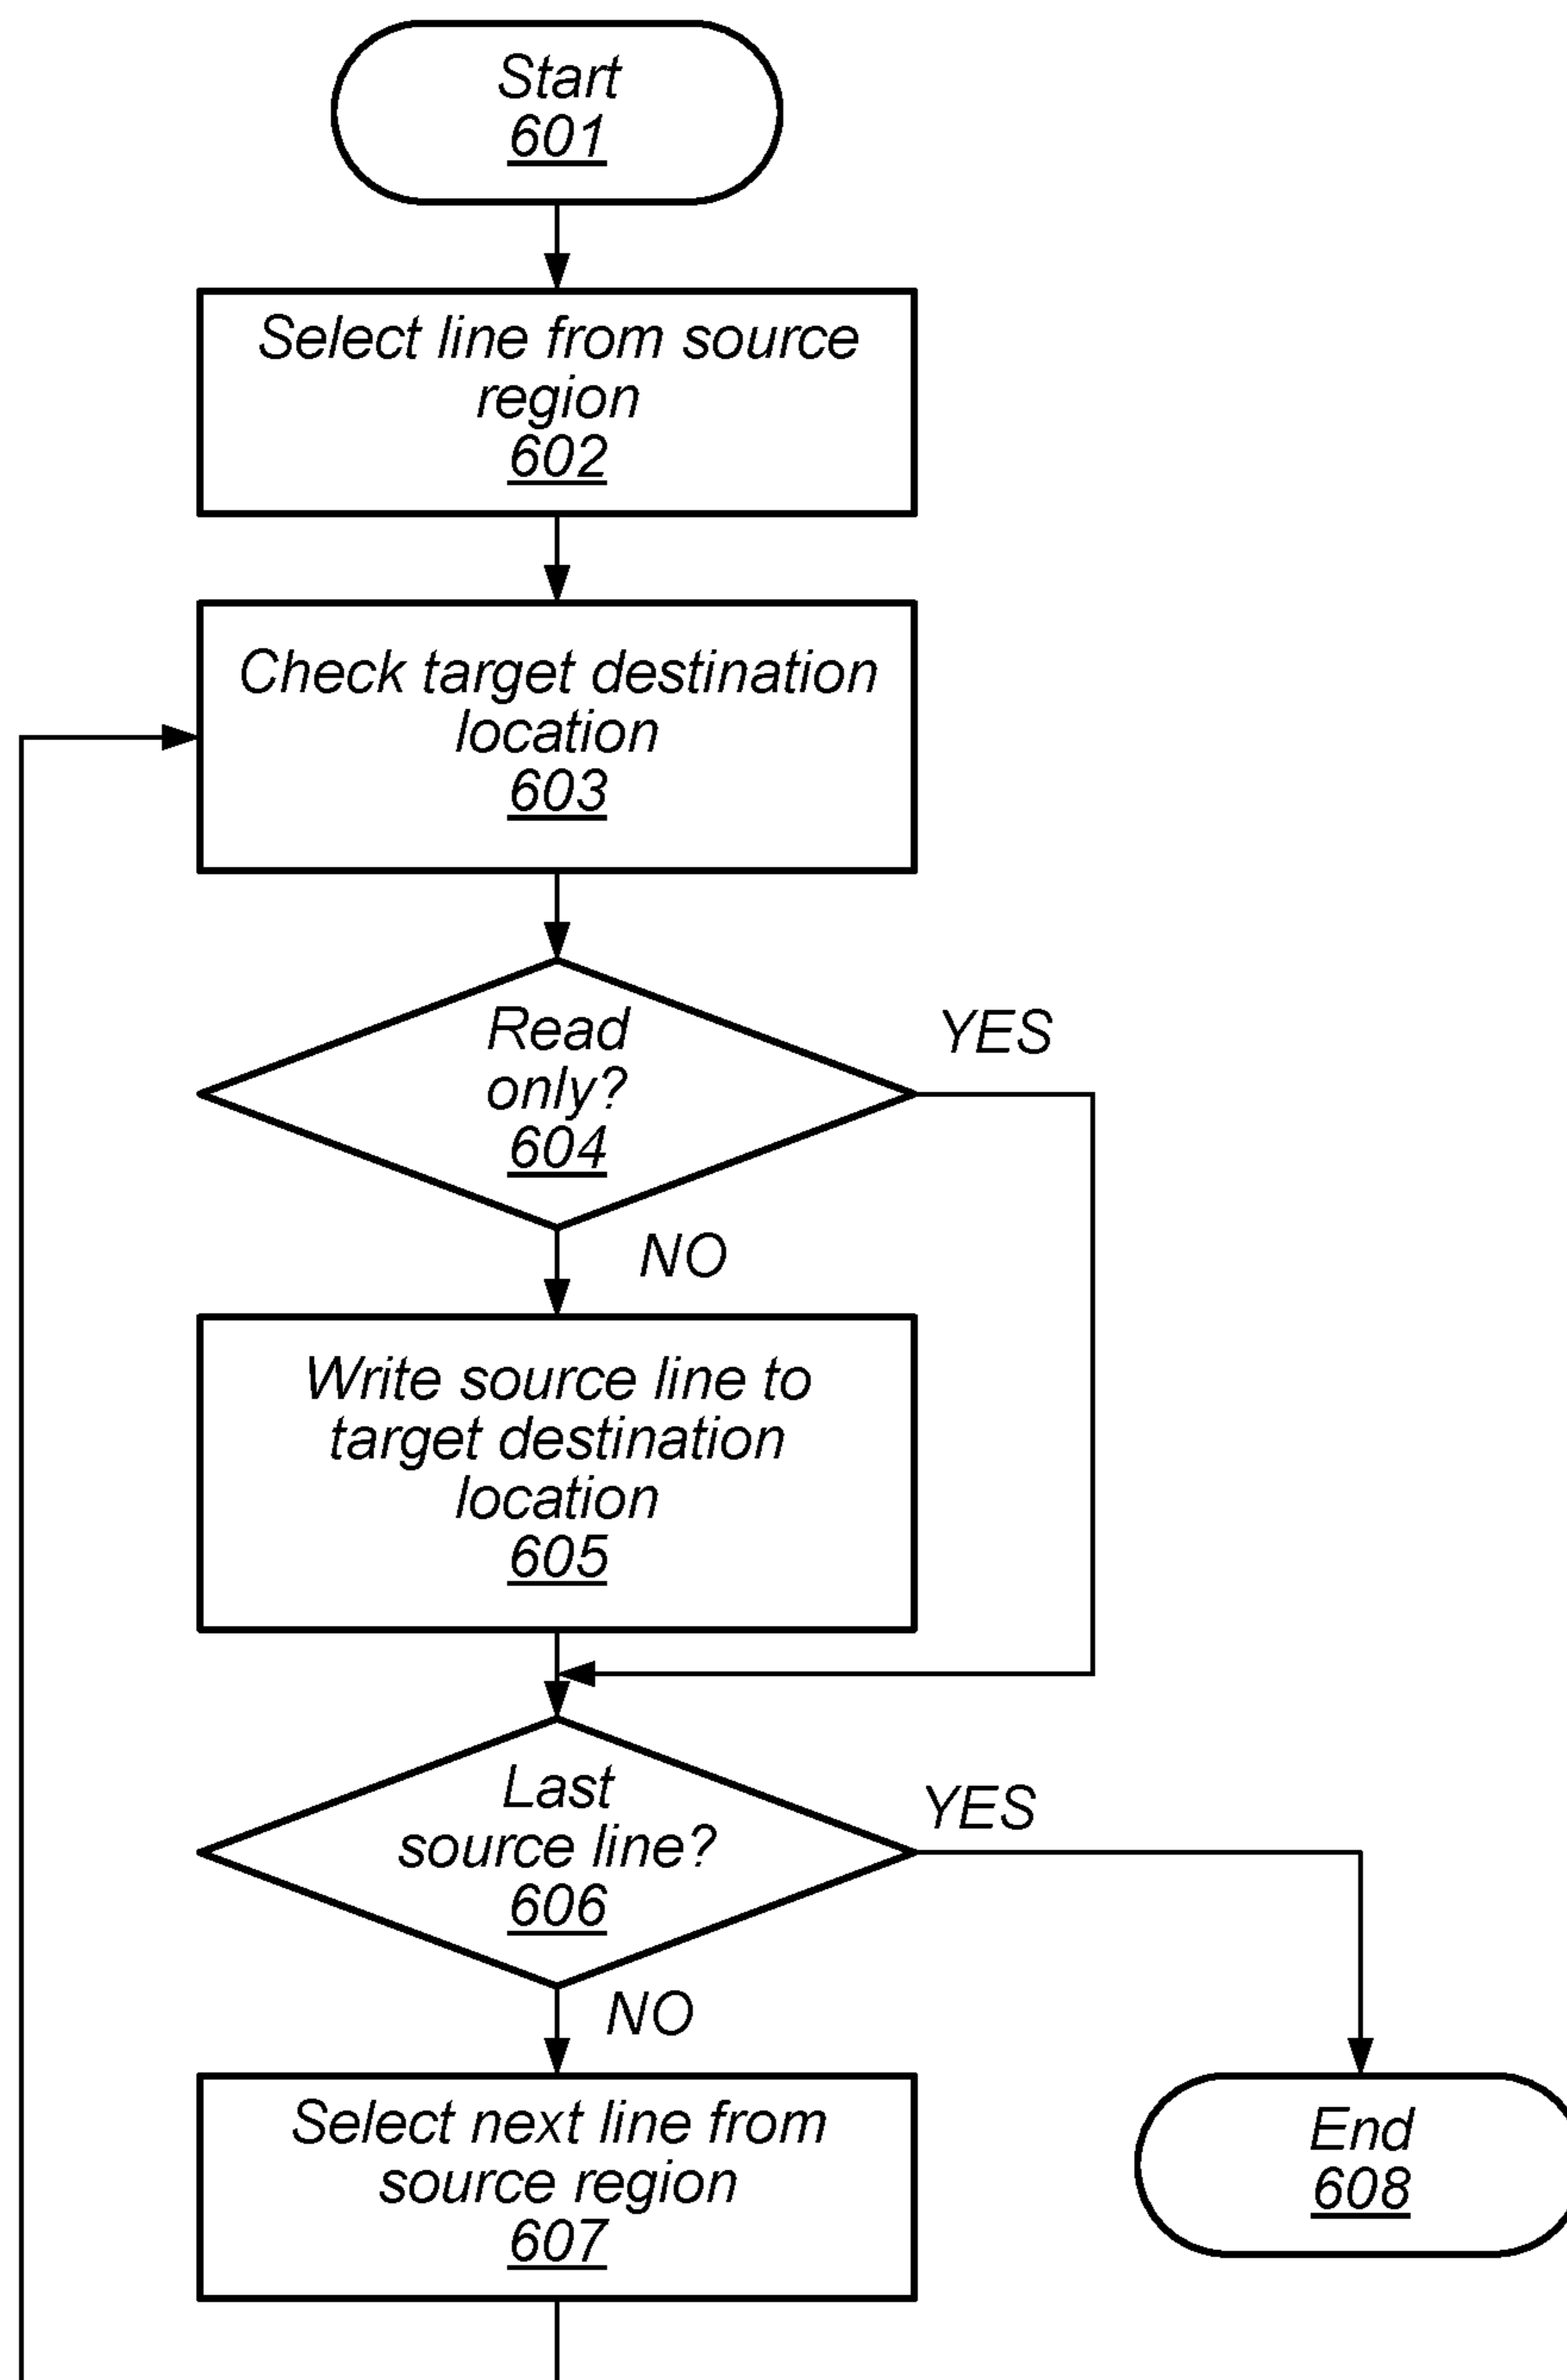 Start
601
Select line from source
region
602
Check target destination
location
603
Read
only?
604
YES
NO
Write source line to
target destination
location
605
Last
source line?
606
YES
NO
Select next line from
source region
607
End
608